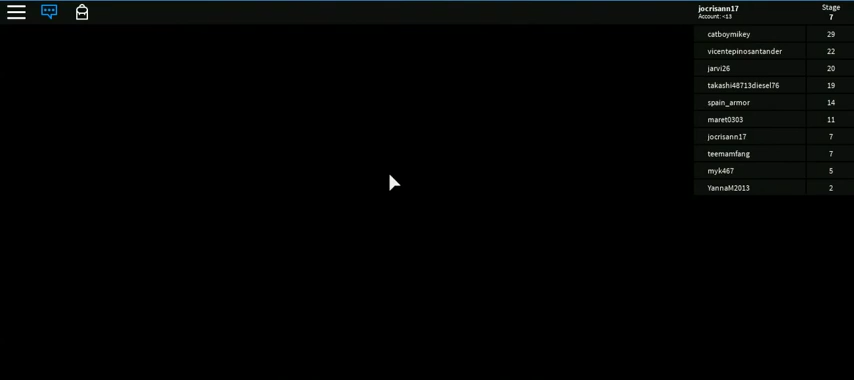 jocrisann17 Stage
Account: <13 7
catboymikey 29
vicentepinosantander 22
jarvi26 20
takashi48713diesel76 19
spain_armor 14
maret0303 11
jocrisann17 7
teemamfang 7
myk467 5
YannaM2013 2